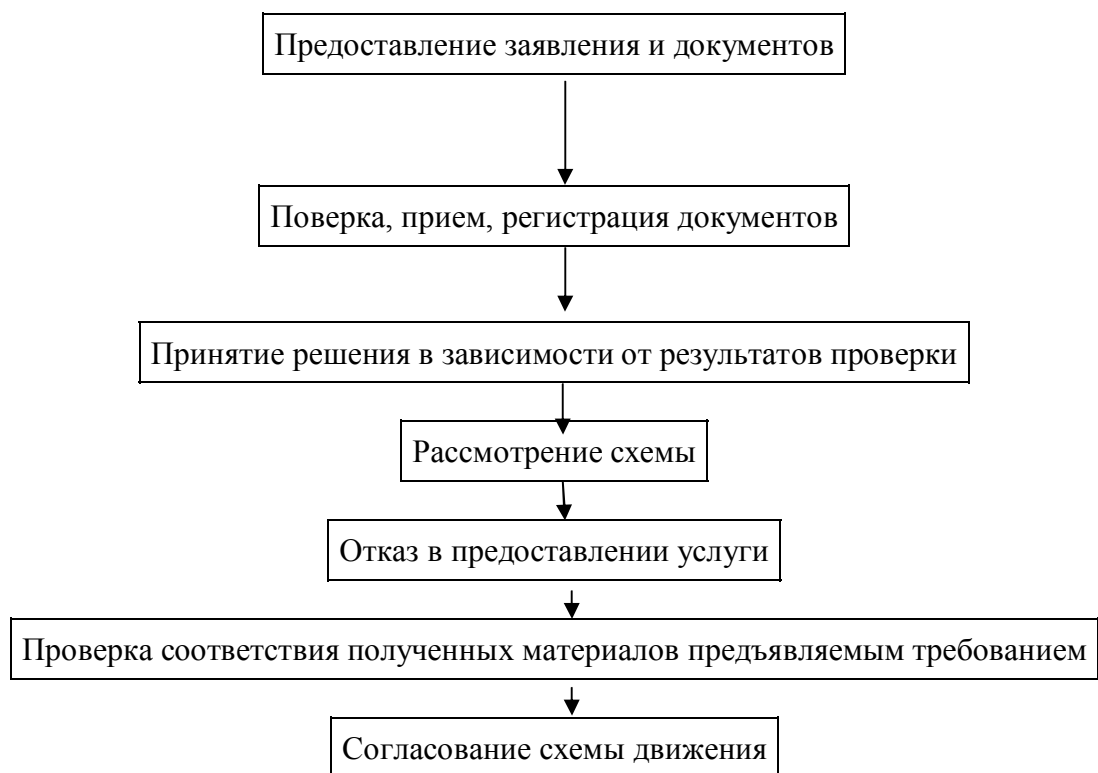 Предоставление заявления и документов
Поверка, прием, регистрация документов
Принятие решения в зависимости от результатов проверки
Рассмотрение схемы
Отказ в предоставлении услуги
Проверка соответствия полученных материалов предъявляемым требованием
Согласование схемы движения